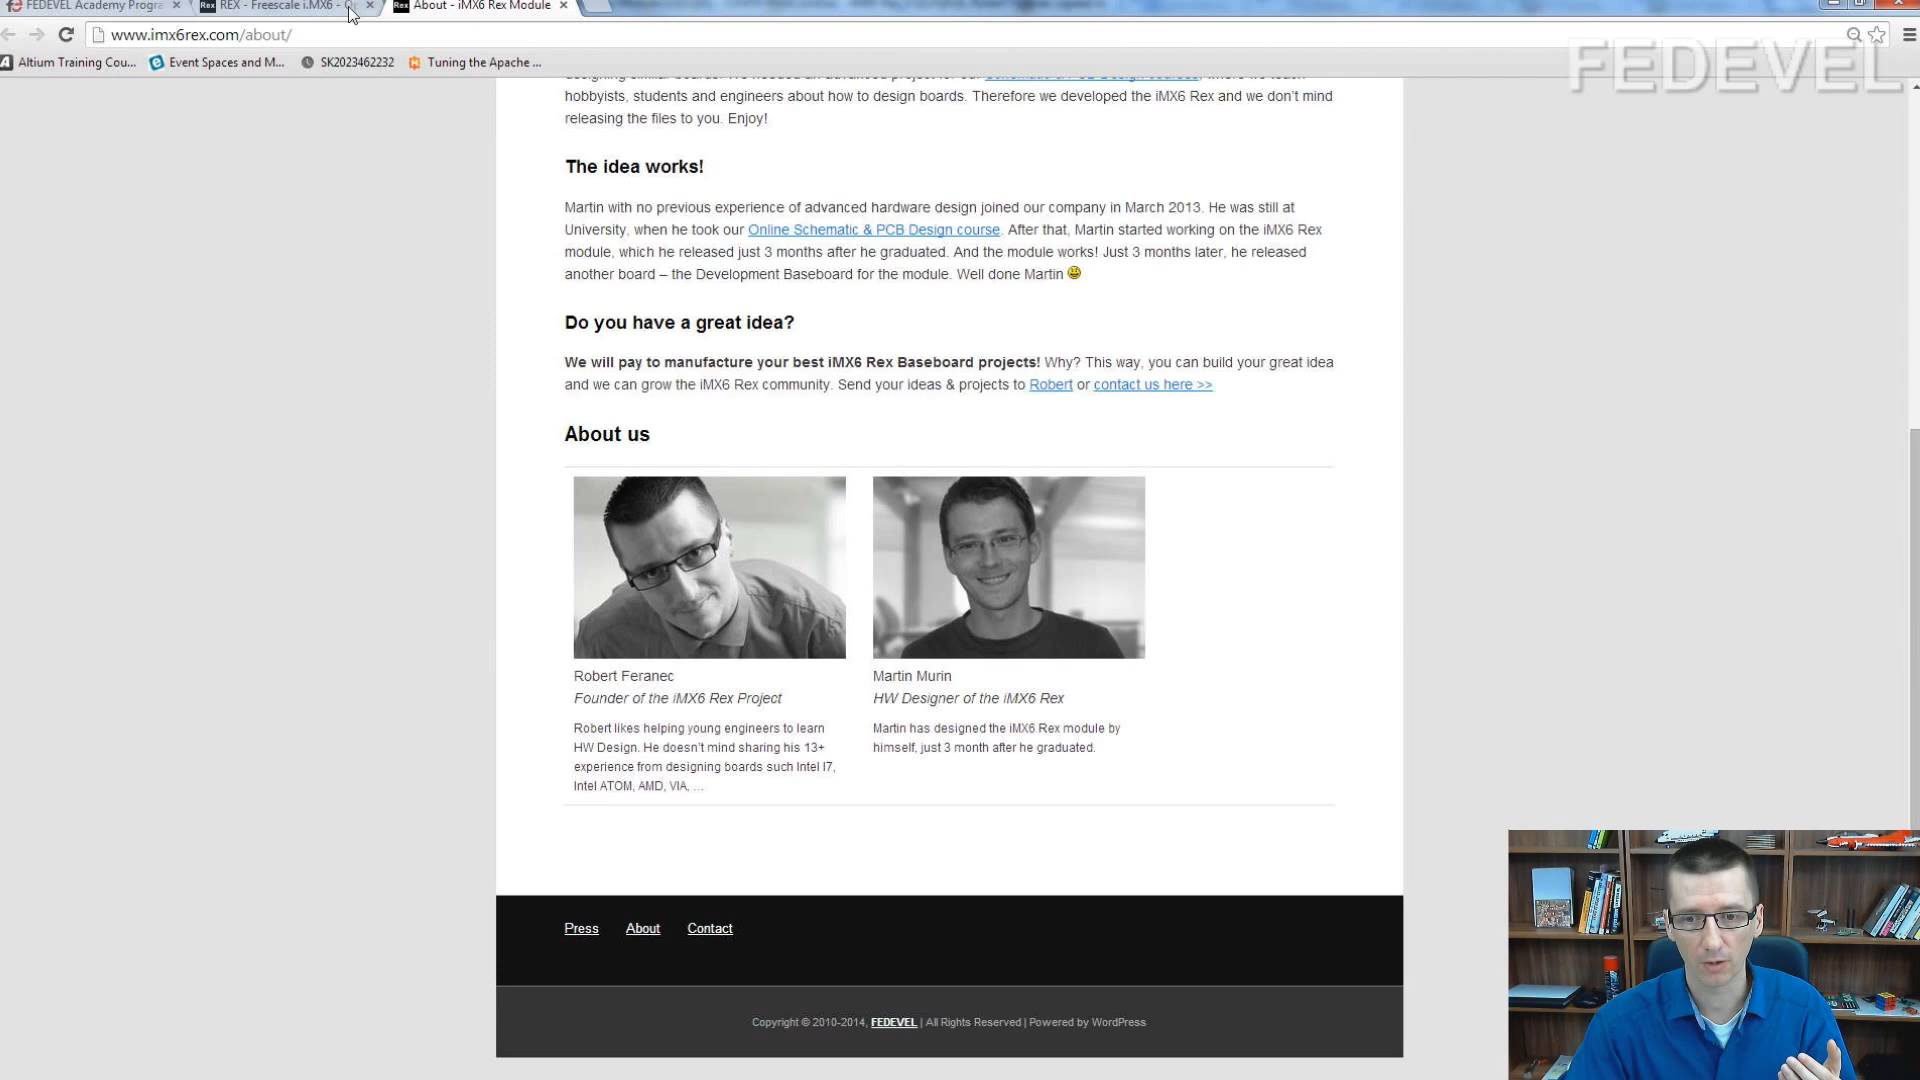 FEDEVEL Academy Progra
REX - Freescale i.MX6 - O
About - iMX6 Rex Module
www.imx6rex.com/about/
Altium Training Cou...
Event Spaces and M...
SK2023462232
Tuning the Apache ...
FEDEVEL
hobbyists, students and engineers about how to design boards. Therefore we developed the iMX6 Rex and we don't mind
releasing the files to you. Enjoy!
The idea works!
Martin with no previous experience of advanced hardware design joined our company in March 2013. He was still at
University, when he took our Online Schematic & PCB Design course. After that, Martin started working on the iMX6 Rex
module, which he released just 3 months after he graduated. And the module works! Just 3 months later, he released
another board – the Development Baseboard for the module. Well done Martin
Do you have a great idea?
We will pay to manufacture your best iMX6 Rex Baseboard projects! Why? This way, you can build your great idea
and we can grow the iMX6 Rex community. Send your ideas & projects to Robert or contact us here >>
About us
Robert Feranec
Founder of the iMX6 Rex Project
Robert likes helping young engineers to learn
HW Design. He doesn't mind sharing his 13+
experience from designing boards such Intel I7,
Intel ATOM, AMD, VIA, ...
Martin Murin
HW Designer of the iMX6 Rex
Martin has designed the iMX6 Rex module by
himself, just 3 month after he graduated.
Press About Contact
Copyright © 2010-2014, FEDEVEL | All Rights Reserved | Powered by WordPress